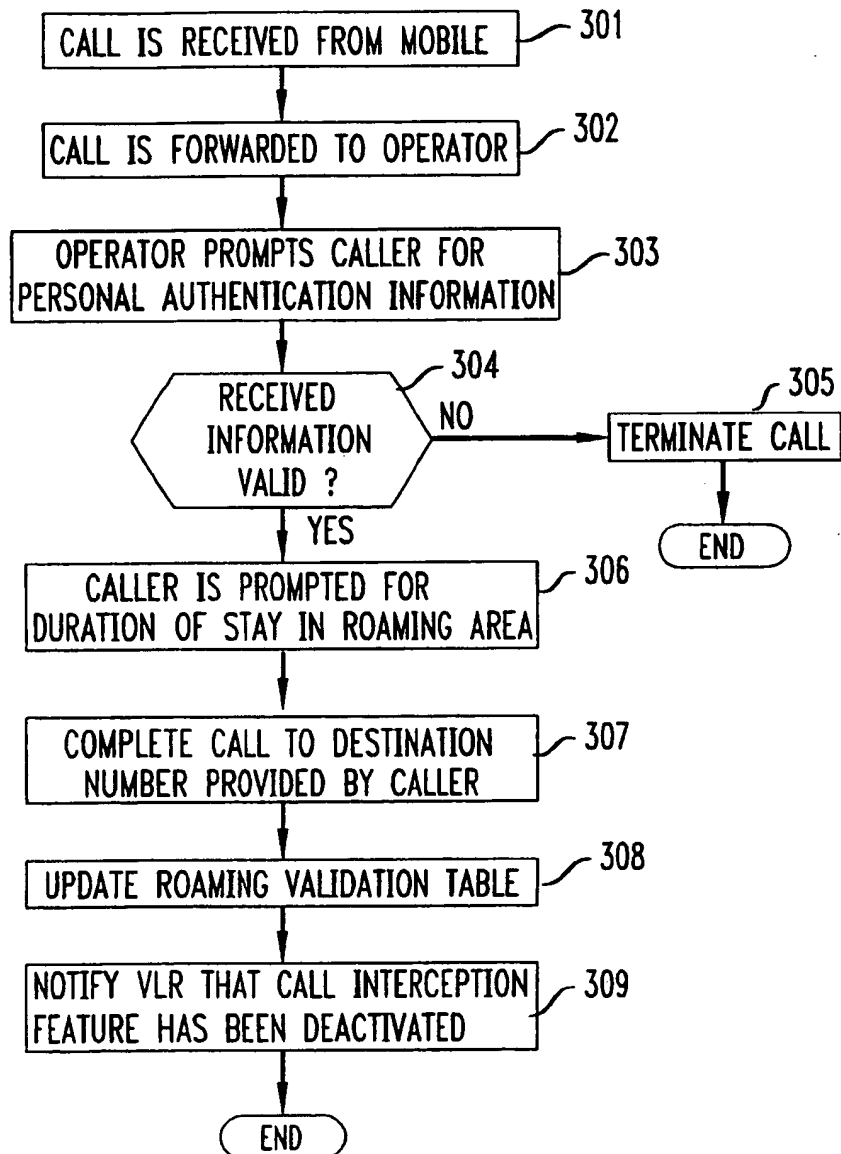 CALL IS RECEIVED FROM MOBILE
301
CALL IS FORWARDED TO OPERATOR
302
OPERATOR PROMPTS CALLER FOR
PERSONAL AUTHENTICATION INFORMATION
303
RECEIVED
INFORMATION
VALID ?
304
NO
305
TERMINATE CALL
END
YES
CALLER IS PROMPTED FOR
DURATION OF STAY IN ROAMING AREA
306
COMPLETE CALL TO DESTINATION
NUMBER PROVIDED BY CALLER
307
UPDATE ROAMING VALIDATION TABLE
308
NOTIFY VLR THAT CALL INTERCEPTION
FEATURE HAS BEEN DEACTIVATED
309
END